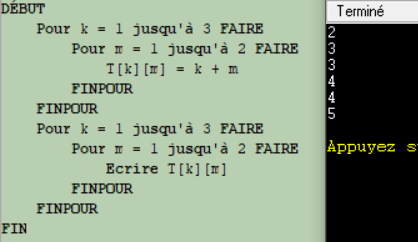 DÉBUT
Pour k = 1 jusqu'à 3 FAIRE
Pour m = 1 jusqu'à 2 FAIRE
T[k][m] = k + m
FINPOUR
FINPOUR
Pour k = 1 jusqu'à 3 FAIRE
Pour m = 1 jusqu'à 2 FAIRE
Ecrire T[k][m]
FINPOUR
FINPOUR
FIN
Terminé
2
3
3
4
4
5
Appuyez